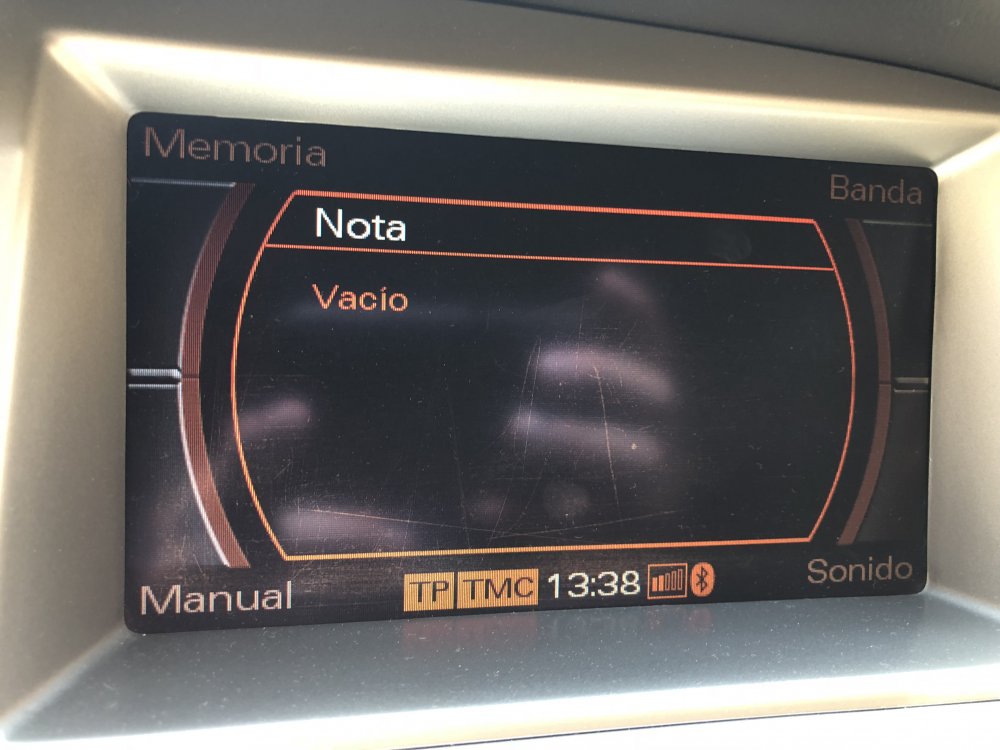 Memoria
Banda
Nota
Vacío
Manual
TP TMC 13:38
Sonido